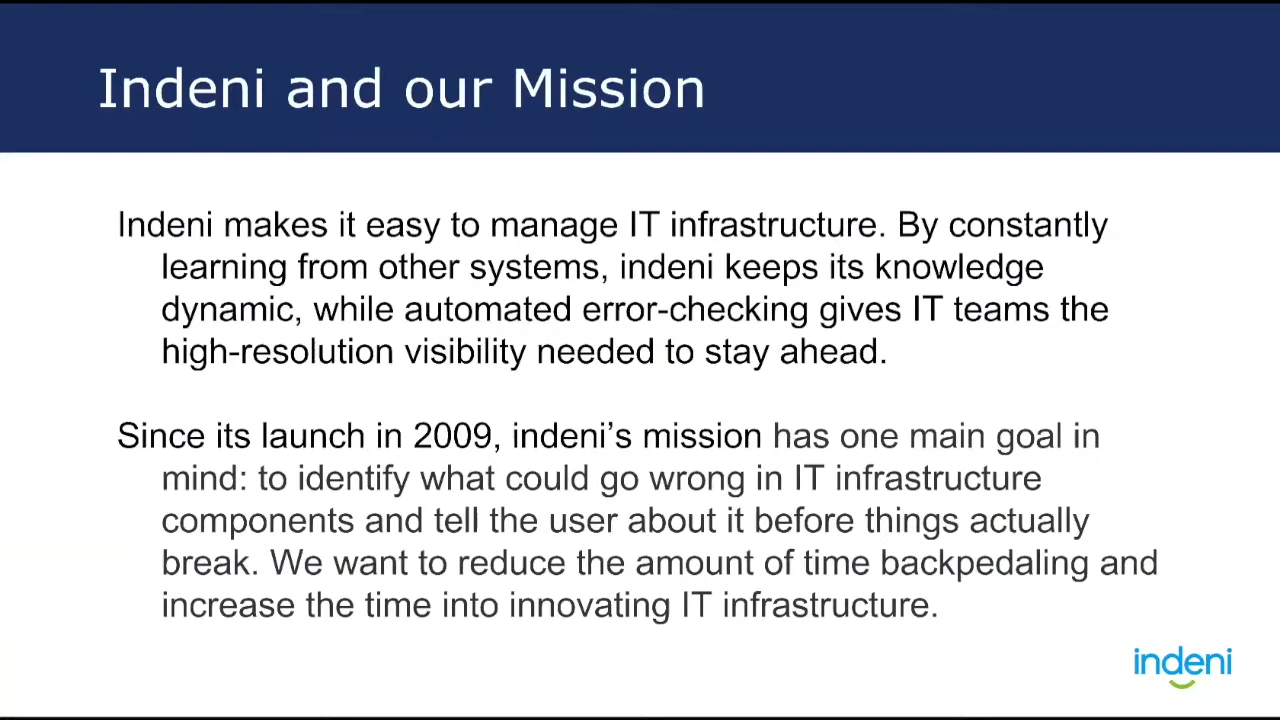 Indeni and our Mission
Indeni makes it easy to manage IT infrastructure. By constantly
learning from other systems, indeni keeps its knowledge
dynamic, while automated error-checking gives IT teams the
high-resolution visibility needed to stay ahead.
Since its launch in 2009, indeni’s mission has one main goal in
mind: to identify what could go wrong in IT infrastructure
components and tell the user about it before things actually
break. We want to reduce the amount of time backpedaling and
increase the time into innovating IT infrastructure.
indeni